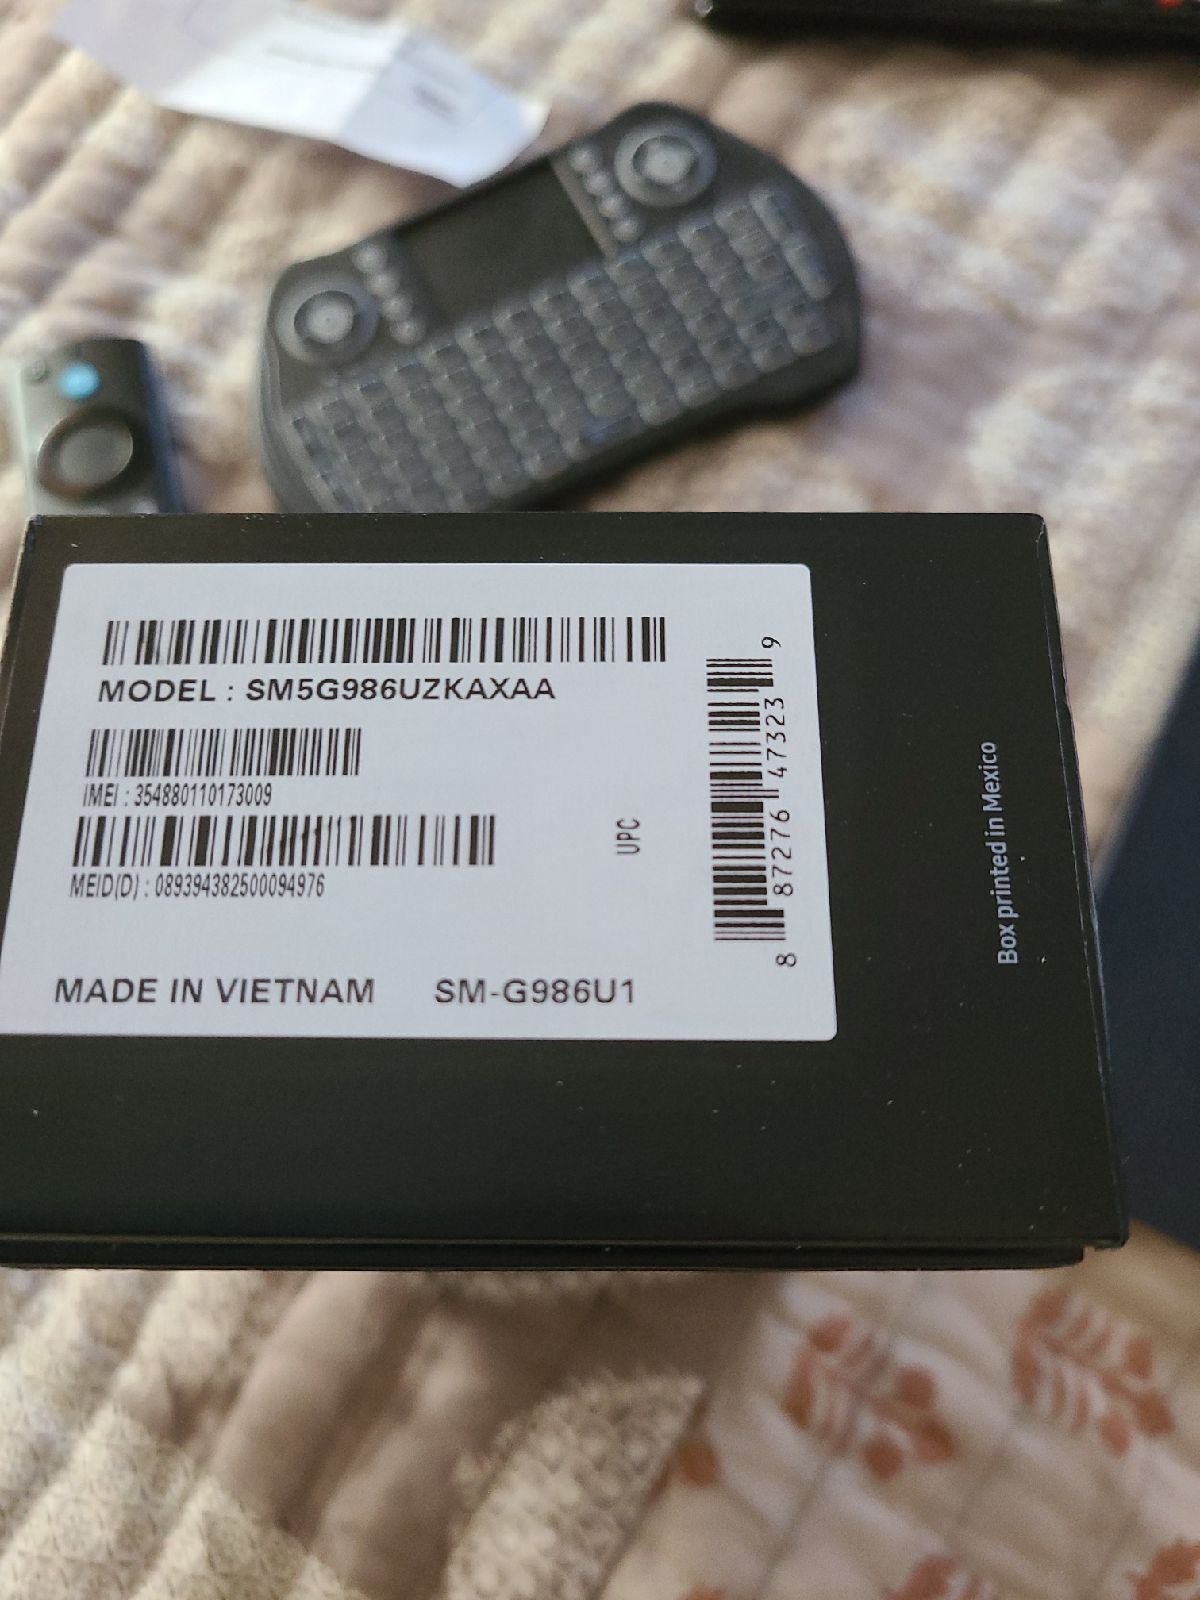 MODEL : SM5G986UZKAXAA
IMEI : 354880110173009
MEID(D) : 089394382500094976
UPC
8 87276 47323 9
MADE IN VIETNAM SM-G986U1
Box printed in Mexico